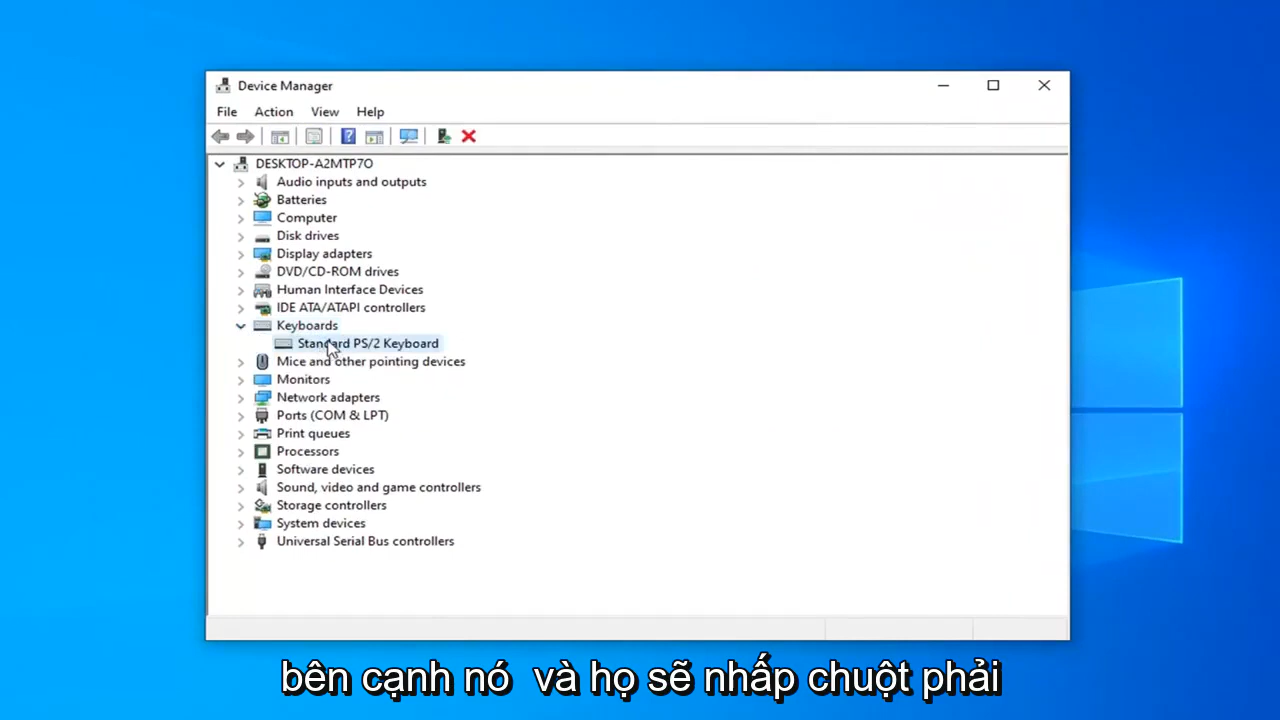 Device Manager
File Action View Help
DESKTOP-A2MTP7O
Audio inputs and outputs
Batteries
Computer
Disk drives
Display adapters
DVD/CD-ROM drives
Human Interface Devices
IDE ATA/ATAPI controllers
Keyboards
Standard PS/2 Keyboard
Mice and other pointing devices
Monitors
Network adapters
Ports (COM & LPT)
Print queues
Processors
Software devices
Sound, video and game controllers
Storage controllers
System devices
Universal Serial Bus controllers
bên cạnh nó và họ sẽ nhấp chuột phải